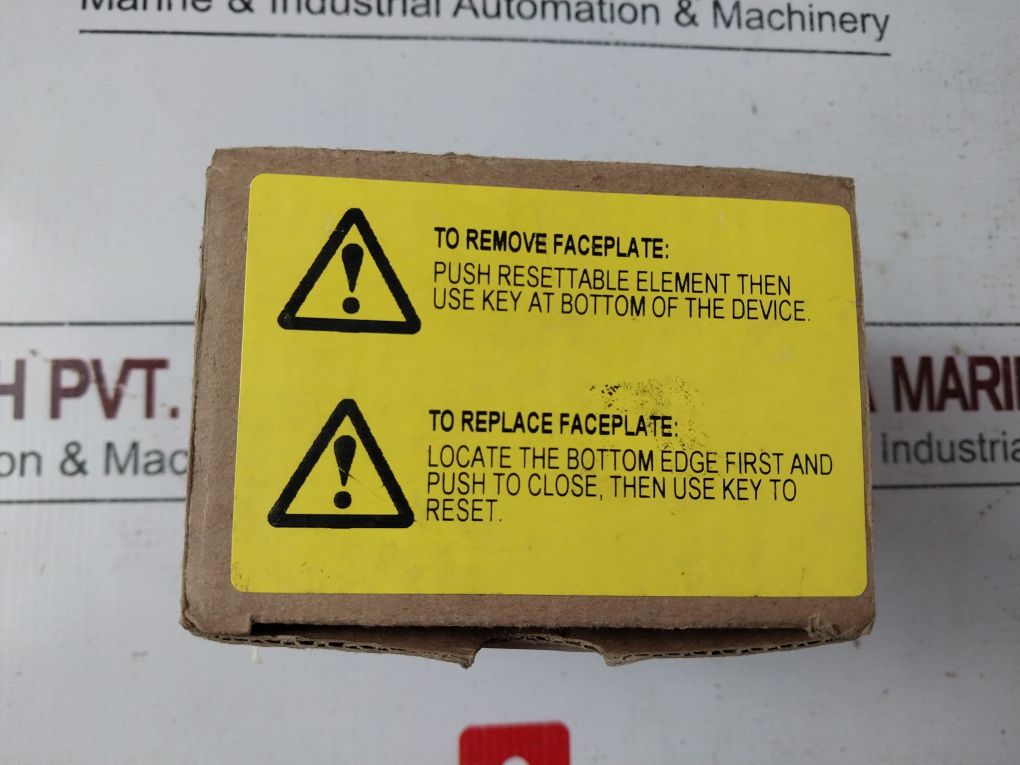 Marine & Industrial Automation & Machinery
TO REMOVE FACEPLATE:
PUSH RESETTABLE ELEMENT THEN
USE KEY AT BOTTOM OF THE DEVICE.
H PVT.
MARI
on & Mac
Industria
TO REPLACE FACEPLATE:
LOCATE THE BOTTOM EDGE FIRST AND
PUSH TO CLOSE, THEN USE KEY TO
RESET.